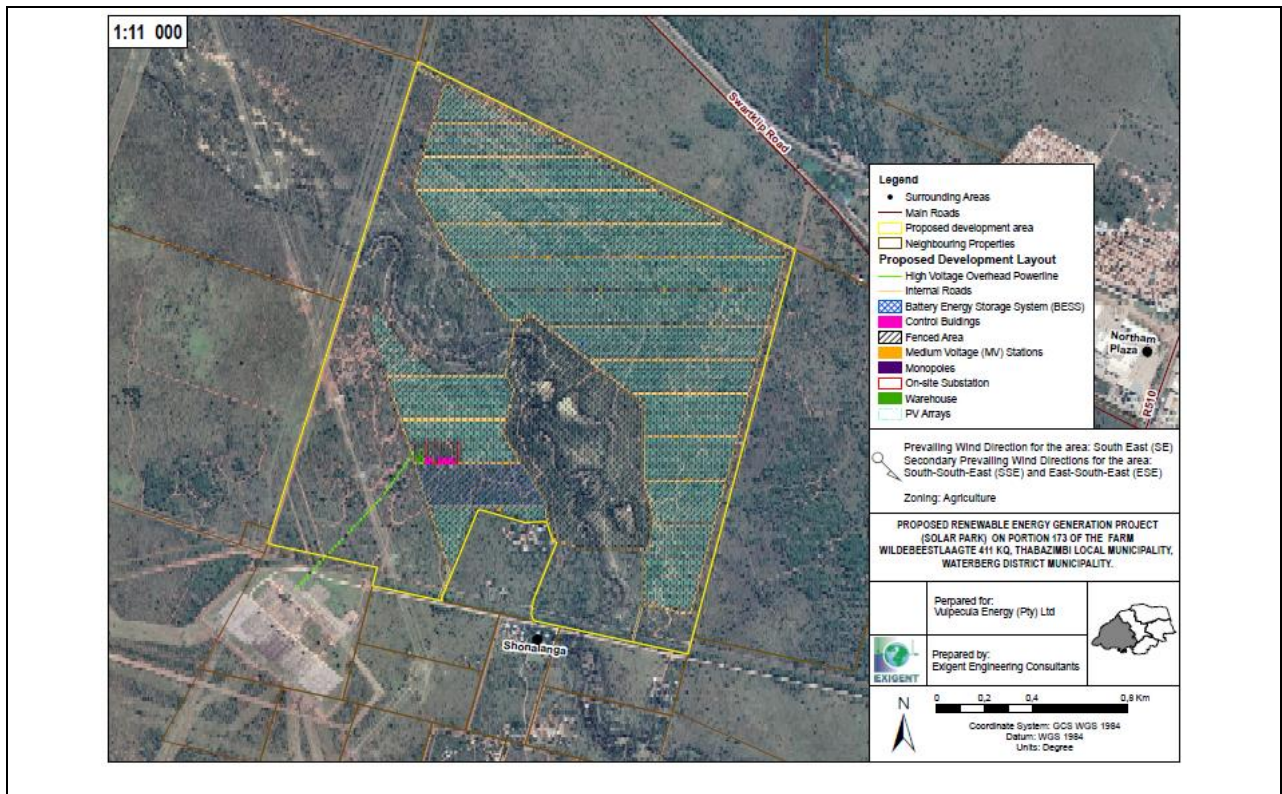 1:11 000
Swartklip Road
Northam
Plaza
R510
Shonalanga
Legend
Surrounding Areas
Main Roads
Proposed development area
Neighbouring Properties
Proposed Development Layout
High Voltage Overhead Powerline
Internal Roads
Battery Energy Storage System (BESS)
Control Buildings
Fenced Area
Medium Voltage (MV) Stations
Monopoles
On-site Substation
Warehouse
PV Arrays
Prevailing Wind Direction for the area: South East (SE)
Secondary Prevailing Wind Directions for the area:
South-South-East (SSE) and East-South-East (ESE)
Zoning: Agriculture
PROPOSED RENEWABLE ENERGY GENERATION PROJECT
(SOLAR PARK) ON PORTION 173 OF THE FARM
WILDEBEESTLAAGTE 411 KQ, THABAZIMBI LOCAL MUNICIPALITY,
WATERBERG DISTRICT MUNICIPALITY.
Perpared for:
Vulpecula Energy (Pty) Ltd
EXIGENT
Prepared by:
Exigent Engineering Consultants
N
0 0,2 0,4 0,8 Km
Coordinate System: GCS WGS 1984
Datum: WGS 1984
Units: Degree